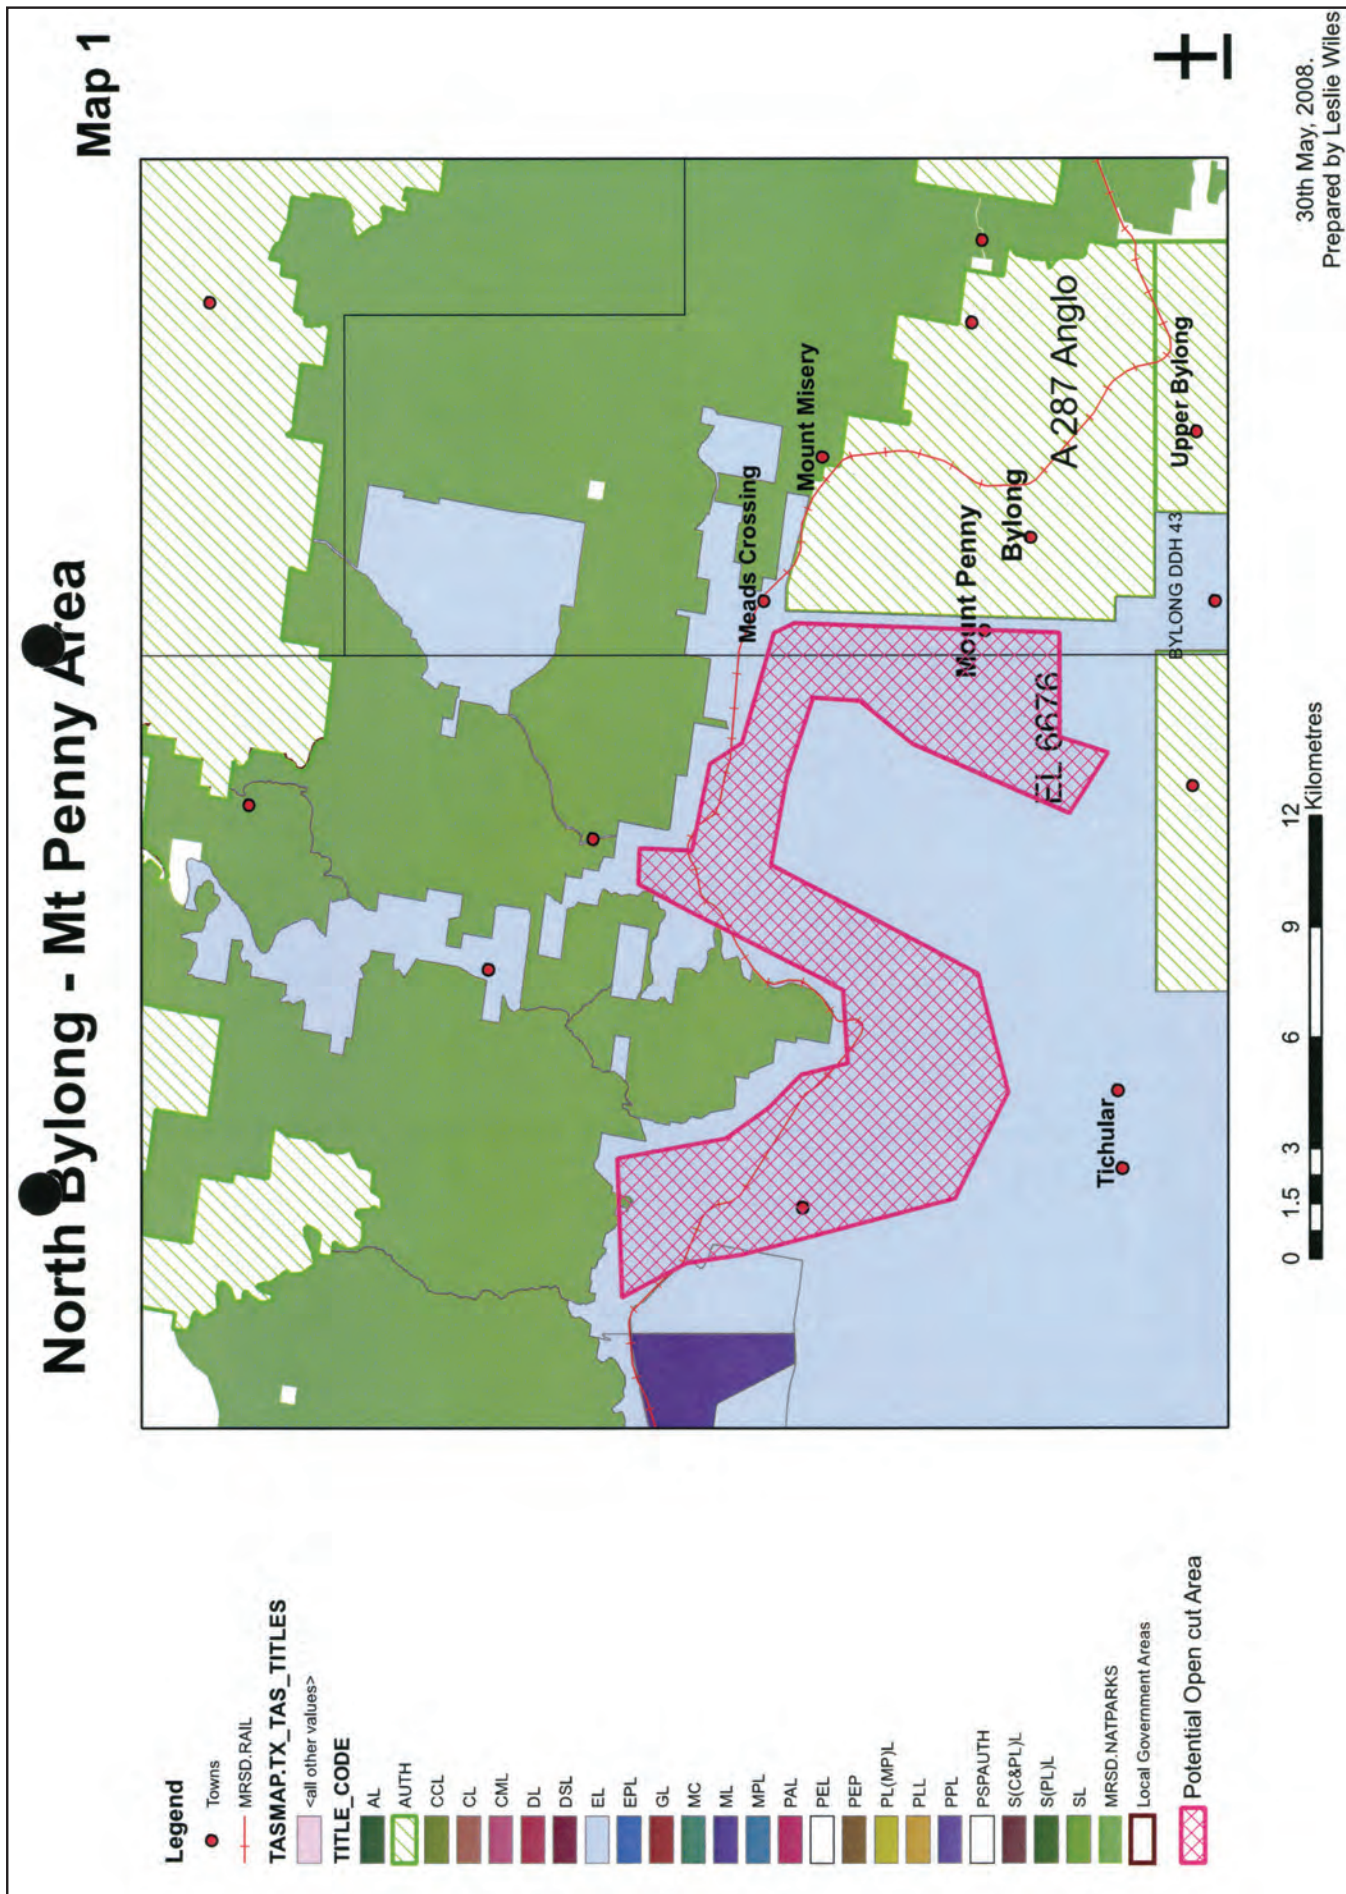 North Bylong - Mt Penny Area
Map 1
Meads Crossing
Mount Misery
Mount Penny
Bylong
A 287 Anglo
EL 6676
Upper Bylong
BYLONG DDH 43
Tichular
Legend
Towns
MRSD.RAIL
TASMAP.TX_TAS_TITLES
<all other values>
TITLE_CODE
AL
AUTH
CCL
CL
CML
DL
DSL
EL
EPL
GL
MC
ML
MPL
PAL
PEL
PEP
PL(MP)L
PLL
PPL
PSPAUTH
S(C&PL)L
S(PL)L
SL
MRSD.NATPARKS
Local Government Areas
Potential Open cut Area
0 1.5 3 6 9 12
Kilometres
30th May, 2008.
Prepared by Leslie Wiles